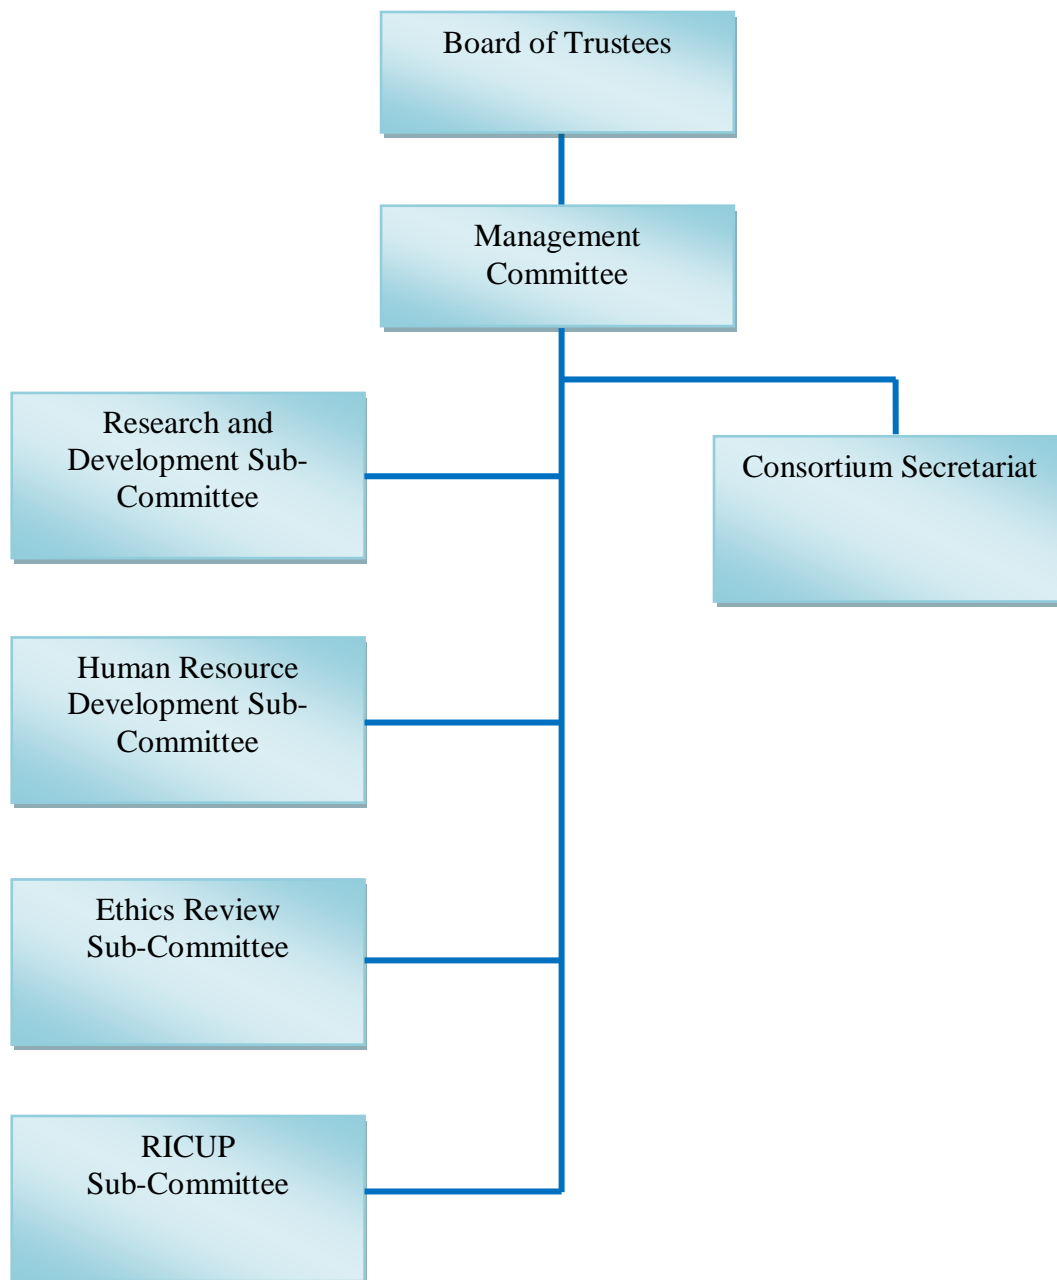 Board of Trustees
Management
Committee
Research and
Development Sub-
Committee
Consortium Secretariat
Human Resource
Development Sub-
Committee
Ethics Review
Sub-Committee
RICUP
Sub-Committee